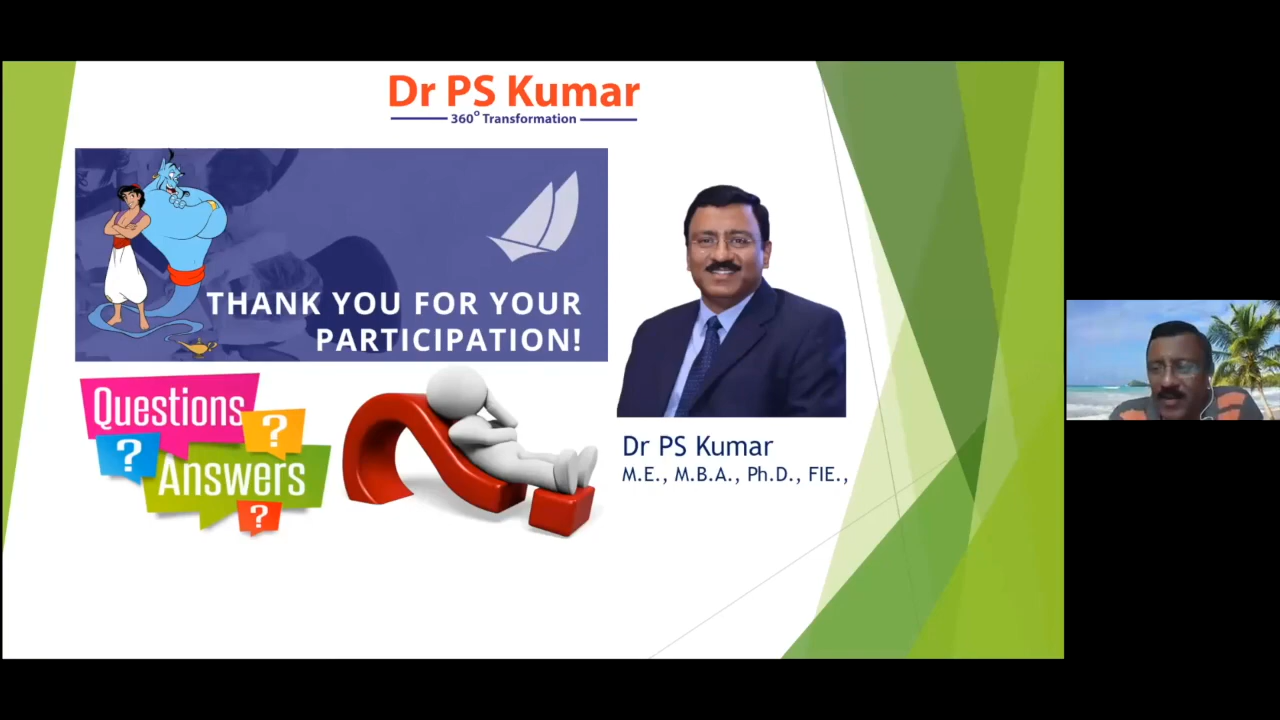 Dr PS Kumar
360° Transformation
THANK YOU FOR YOUR
PARTICIPATION!
Questions
?
?
Answers
?
Dr PS Kumar
M.E., M.B.A., Ph.D., FIE.,